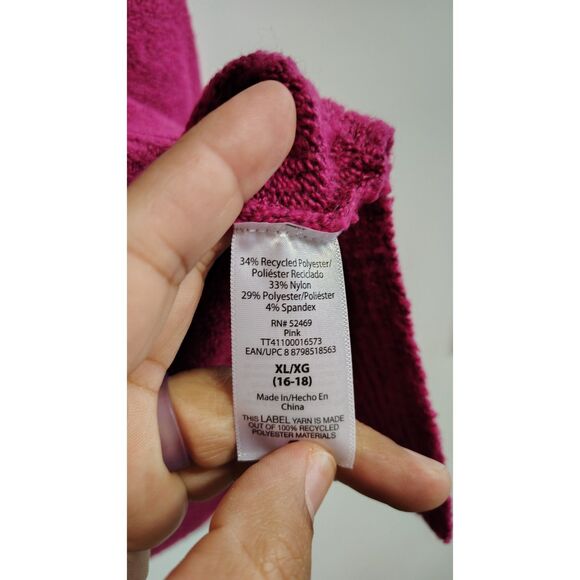 34% Recycled Polyester/
Poliéster Reciclado
33% Nylon
29% Polyester/Poliéster
4% Spandex
RN# 52469
Pink
TT41100016573
EAN/UPC 8 8798518563
XL/XG
(16-18)
Made In/Hecho En
China
THIS LABEL YARN IS MADE
OUT OF 100% RECYCLED
POLYESTER MATERIALS